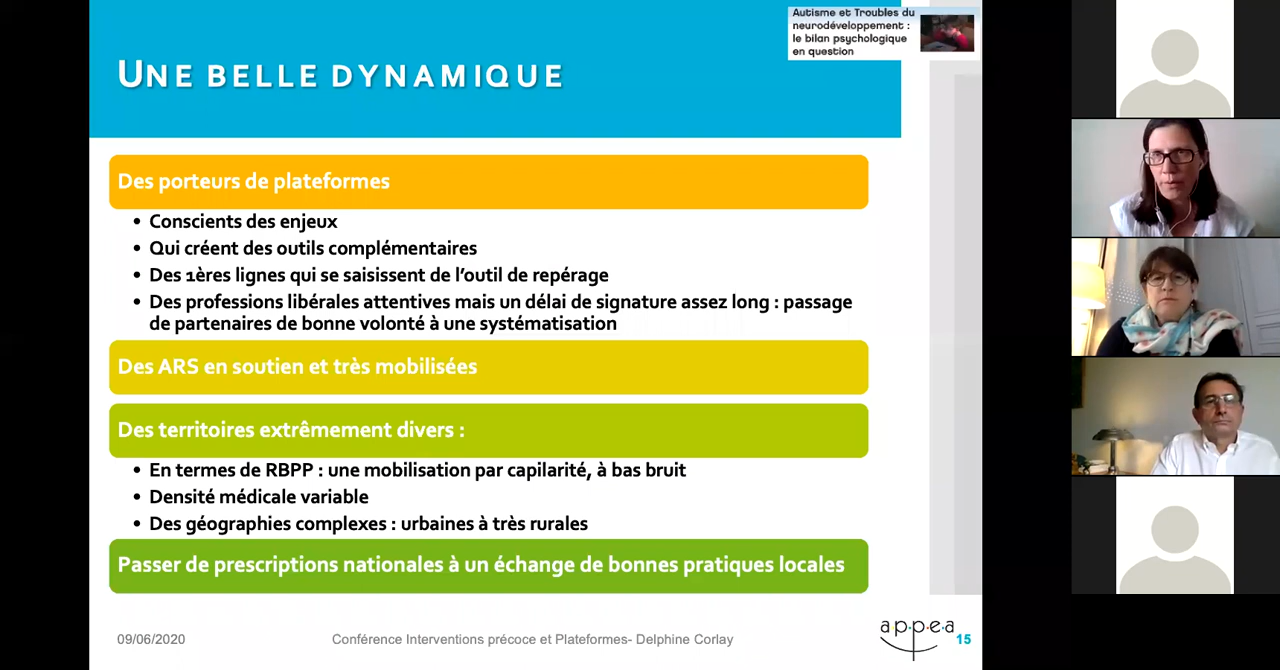 Autisme et Troubles du
neurodéveloppement :
le bilan psychologique
en question
UNE BELLE DYNAMIQUE
Des porteurs de plateformes
• Conscients des enjeux
• Qui créent des outils complémentaires
• Des 1ères lignes qui se saisissent de l'outil de repérage
• Des professions libérales attentives mais un délai de signature assez long : passage
de partenaires de bonne volonté à une systématisation
Des ARS en soutien et très mobilisées
Des territoires extrêmement divers :
• En termes de RBPP : une mobilisation par capilarité, à bas bruit
• Densité médicale variable
• Des géographies complexes : urbaines à très rurales
Passer de prescriptions nationales à un échange de bonnes pratiques locales
09/06/2020
Conférence Interventions précoce et Plateformes- Delphine Corlay
appea
15